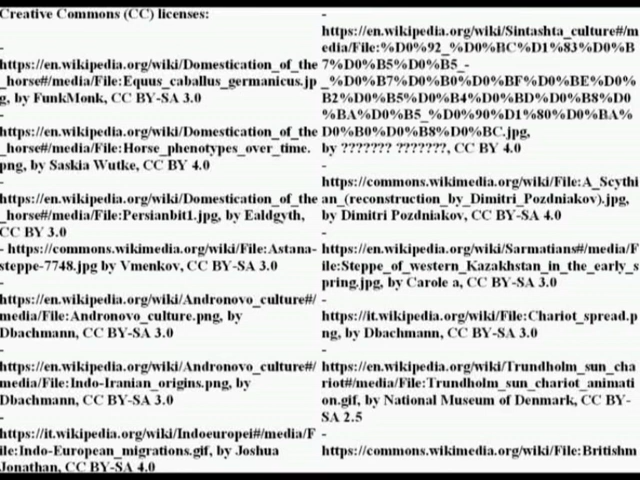 Creative Commons (CC) licenses:
-
https://en.wikipedia.org/wiki/Domestication_of_the
_horse#/media/File:Equus_caballus_germanicus.jp
g, by FunkMonk, CC BY-SA 3.0
-
https://en.wikipedia.org/wiki/Domestication_of_the
_horse#/media/File:Horse_phenotypes_over_time.
png, by Saskia Wutke, CC BY 4.0
-
https://en.wikipedia.org/wiki/Domestication_of_the
_horse#/media/File:Persianbit1.jpg, by Ealdgyth,
CC BY 3.0
- https://commons.wikimedia.org/wiki/File:Astana-
steppe-7748.jpg by Vmenkov, CC BY-SA 3.0
-
https://en.wikipedia.org/wiki/Andronovo_culture#/
media/File:Andronovo_culture.png, by
Dbachmann, CC BY-SA 3.0
-
https://en.wikipedia.org/wiki/Andronovo_culture#/
media/File:Indo-Iranian_origins.png, by
Dbachmann, CC BY-SA 3.0
-
https://it.wikipedia.org/wiki/Indoeuropei#/media/F
ile:Indo-European_migrations.gif, by Joshua
Jonathan, CC BY-SA 4.0
-
https://en.wikipedia.org/wiki/Sintashta_culture#/m
edia/File:%D0%92_%D0%BC%D1%83%D0%B
7%D0%B5%D0%B5_-
_%D0%B7%D0%B0%D0%BF%D0%BE%D0%
B2%D0%B5%D0%B4%D0%BD%D0%B8%D0
%BA%D0%B5_%D0%90%D1%80%D0%BA%
D0%B0%D0%B8%D0%BC.jpg,
by ??????? ???????, CC BY 4.0
-
https://commons.wikimedia.org/wiki/File:A_Scythi
an_(reconstruction_by_Dimitri_Pozdniakov).jpg,
by Dimitri Pozdniakov, CC BY-SA 4.0
-
https://en.wikipedia.org/wiki/Sarmatians#/media/F
ile:Steppe_of_western_Kazakhstan_in_the_early_s
pring.jpg, by Carole a, CC BY-SA 3.0
-
https://it.wikipedia.org/wiki/File:Chariot_spread.p
ng, by Dbachmann, CC BY-SA 3.0
-
https://en.wikipedia.org/wiki/Trundholm_sun_cha
riot#/media/File:Trundholm_sun_chariot_animati
on.gif, by National Museum of Denmark, CC BY-
SA 2.5
-
https://commons.wikimedia.org/wiki/File:Britishm